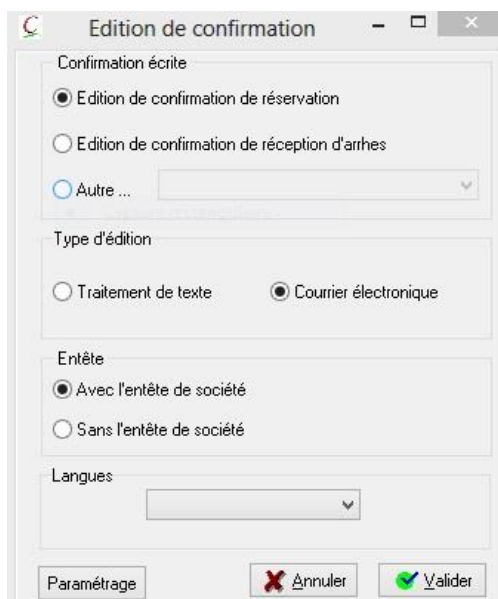 Edition de confirmation
Confirmation écrite
Edition de confirmation de réservation
Edition de confirmation de réception d'arrhes
Autre ...
Type d'édition
Traitement de texte Courrier électronique
Entête
Avec l'entête de société
Sans l'entête de société
Langues
Paramétrage Annuler Valider